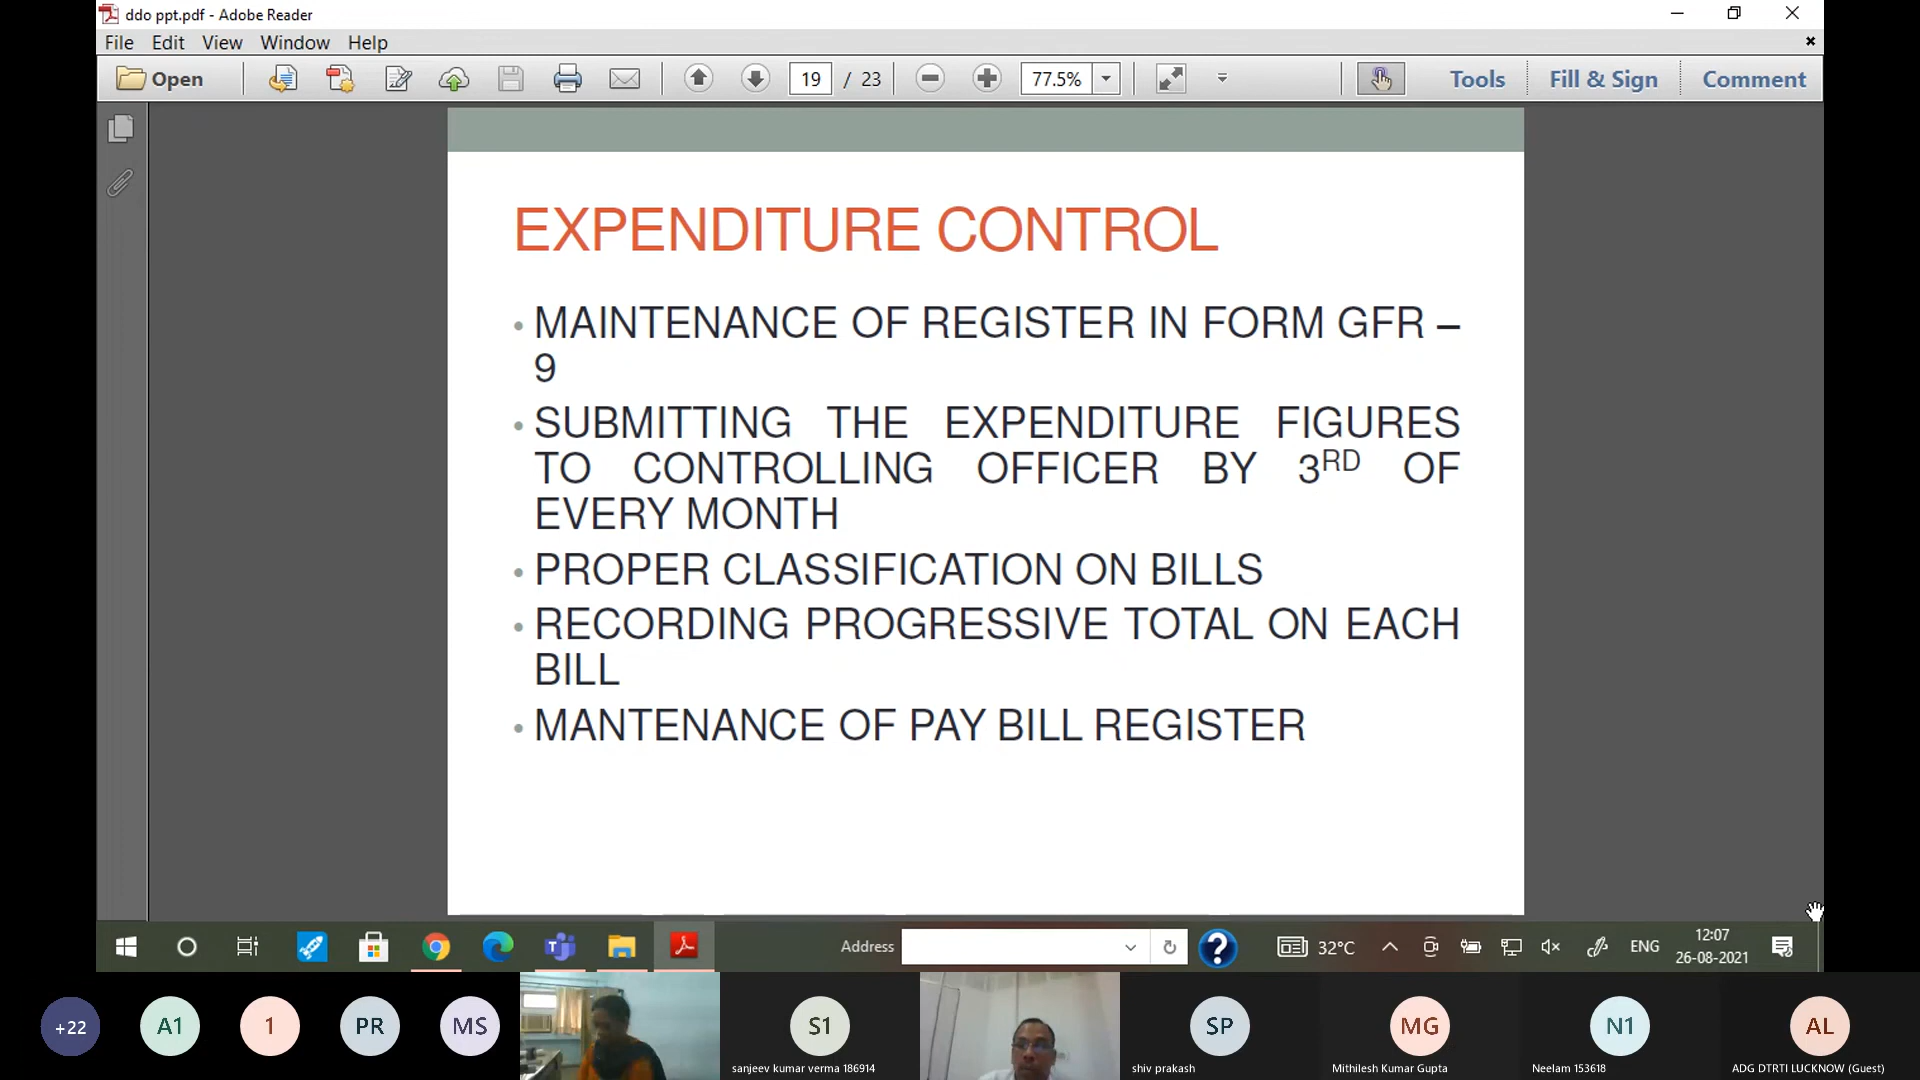 ddo ppt.pdf - Adobe Reader
File Edit View Window Help
Open 19 / 23 77.5% Tools Fill & Sign Comment
EXPENDITURE CONTROL
• MAINTENANCE OF REGISTER IN FORM GFR –
9
• SUBMITTING THE EXPENDITURE FIGURES
TO CONTROLLING OFFICER BY 3RD OF
EVERY MONTH
• PROPER CLASSIFICATION ON BILLS
• RECORDING PROGRESSIVE TOTAL ON EACH
BILL
• MANTENANCE OF PAY BILL REGISTER
Address 32°C ENG 12:07
26-08-2021
+22 A1 1 PR MS S1 SP MG N1 AL
sanjeev kumar verma 186914 shiv prakash Mithilesh Kumar Gupta Neelam 153618 ADG DTRTI LUCKNOW (Guest)